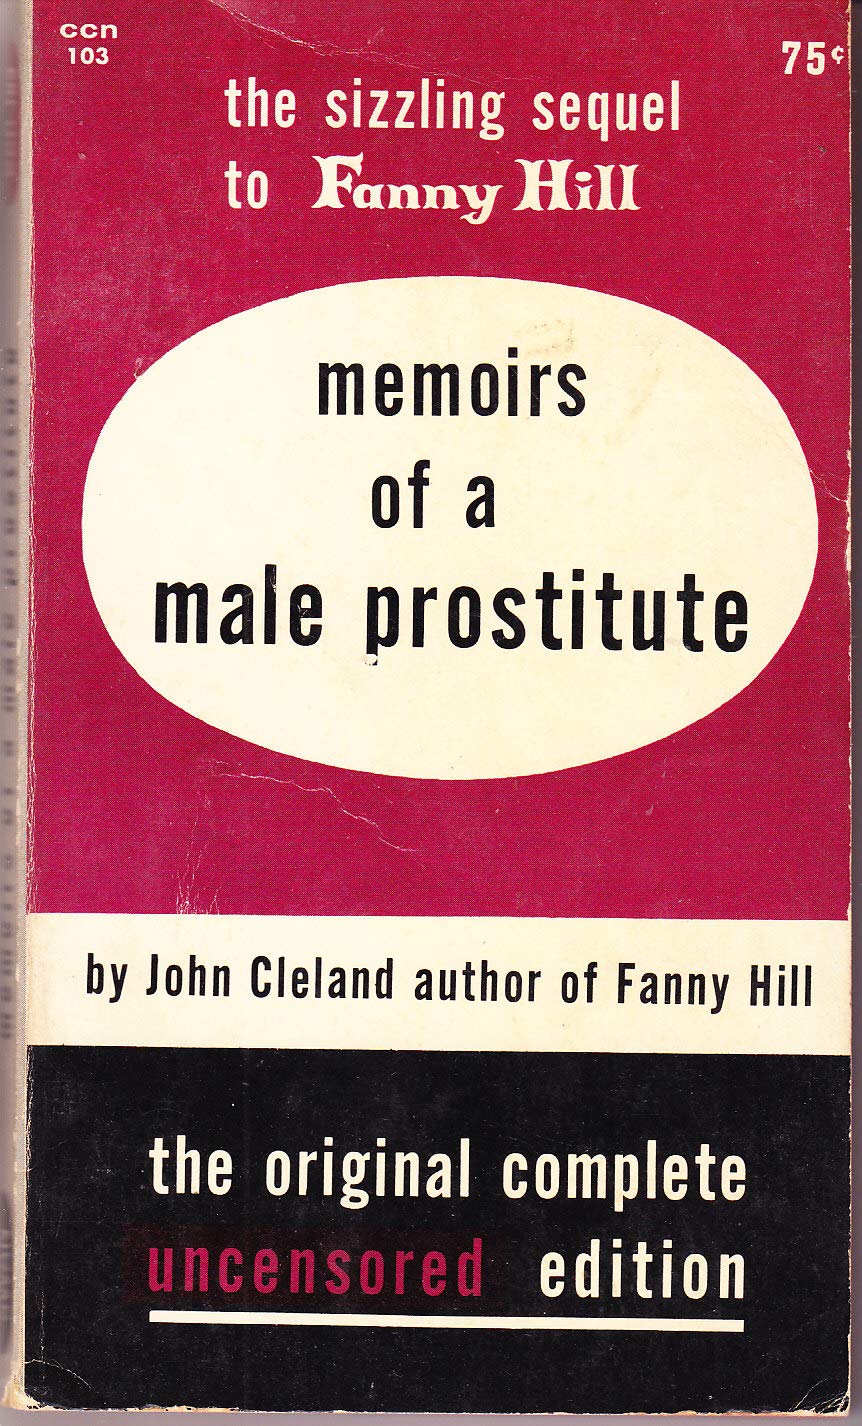 ccn
103
75¢
the sizzling sequel
to Fanny Hill
memoirs
of a
male prostitute
by John Cleland author of Fanny Hill
the original complete
uncensored edition